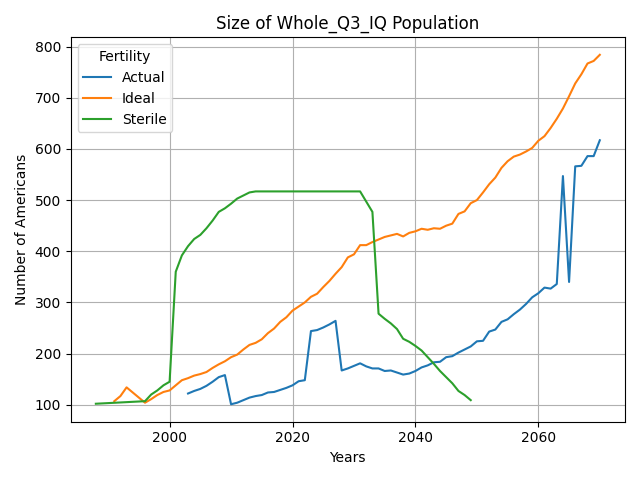 Size of Whole_Q3_IQ Population
Fertility
Actual
Ideal
Sterile
Number of Americans
800
700
600
500
400
300
200
100
2000 2020 2040 2060
Years